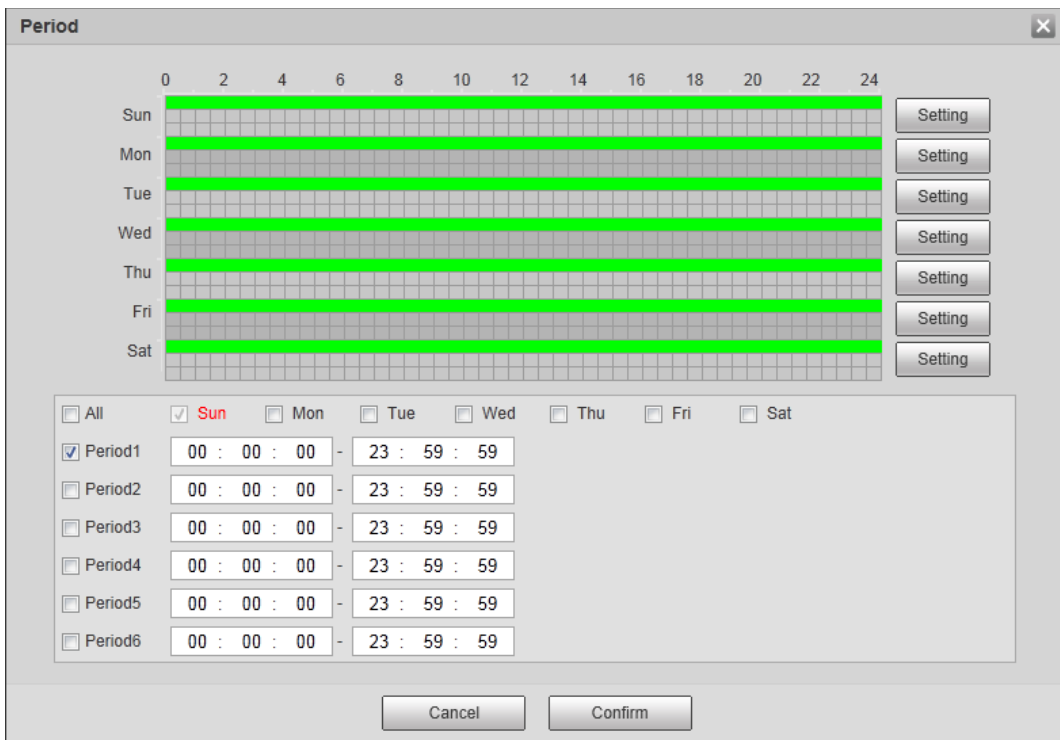 Period
0 2 4 6 8 10 12 14 16 18 20 22 24
Sun Setting
Mon Setting
Tue Setting
Wed Setting
Thu Setting
Fri Setting
Sat Setting
All Sun Mon Tue Wed Thu Fri Sat
Period1 00 : 00 : 00 - 23 : 59 : 59
Period2 00 : 00 : 00 - 23 : 59 : 59
Period3 00 : 00 : 00 - 23 : 59 : 59
Period4 00 : 00 : 00 - 23 : 59 : 59
Period5 00 : 00 : 00 - 23 : 59 : 59
Period6 00 : 00 : 00 - 23 : 59 : 59
Cancel Confirm